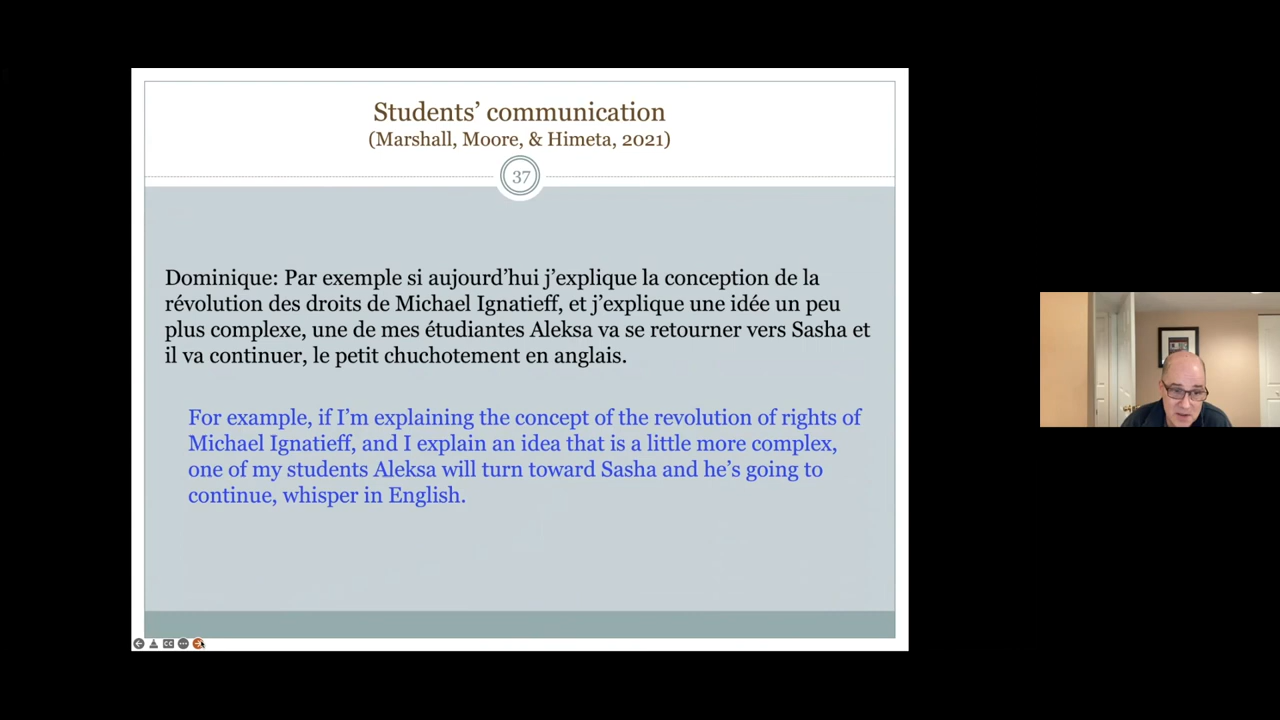 Students’ communication
(Marshall, Moore, & Himeta, 2021)
37
Dominique: Par exemple si aujourd’hui j’explique la conception de la
révolution des droits de Michael Ignatieff, et j’explique une idée un peu
plus complexe, une de mes étudiantes Aleksa va se retourner vers Sasha et
il va continuer, le petit chuchotement en anglais.
For example, if I’m explaining the concept of the revolution of rights of
Michael Ignatieff, and I explain an idea that is a little more complex,
one of my students Aleksa will turn toward Sasha and he’s going to
continue, whisper in English.